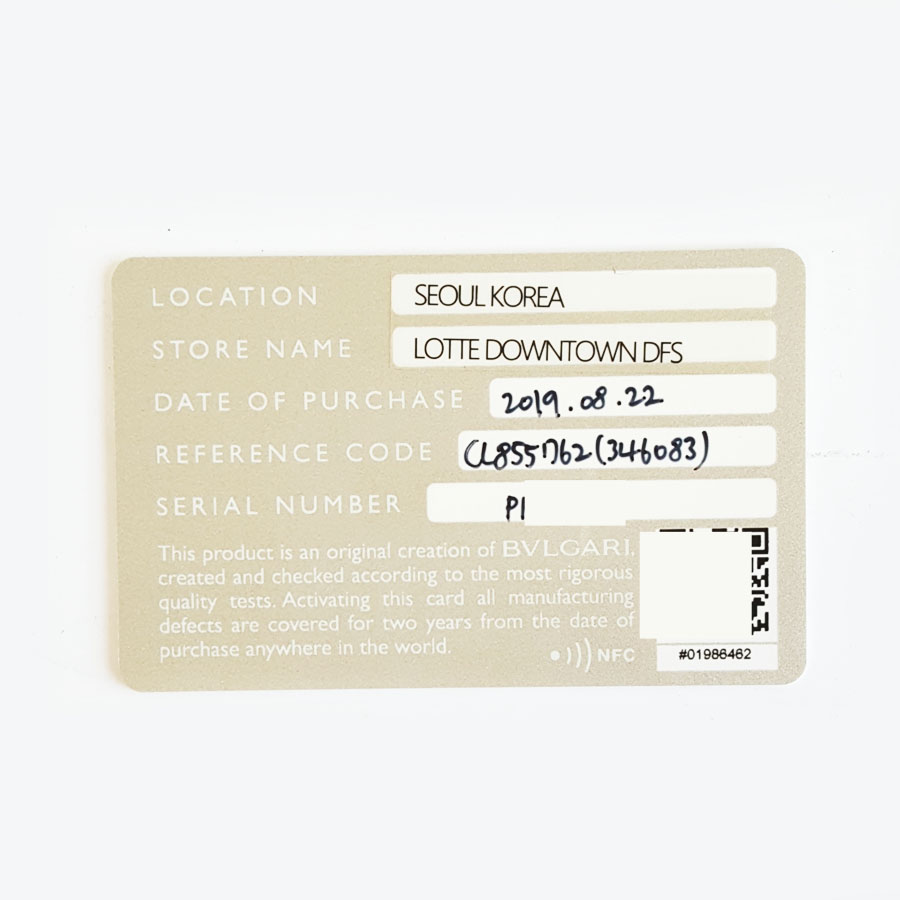 LOCATION SEOUL KOREA
STORE NAME LOTTE DOWNTOWN DFS
DATE OF PURCHASE 2019.08.22
REFERENCE CODE CL855762(346083)
SERIAL NUMBER P1
This product is an original creation of BVLGARI,
created and checked according to the most rigorous
quality tests. Activating this card all manufacturing
defects are covered for two years from the date of
purchase anywhere in the world.
NFC
#01986462